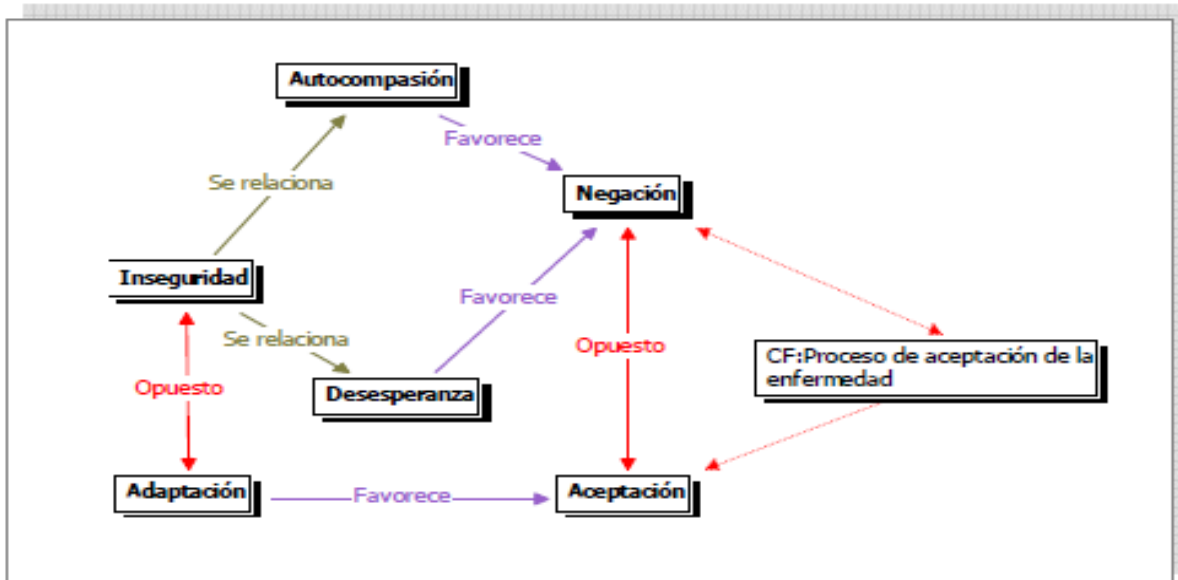 Autocompasión
Favorece
Se relaciona
Negación
Inseguridad
Favorece
Se relaciona
Opuesto
CF:Proceso de aceptación de la
enfermedad
Opuesto
Desesperanza
Adaptación
Favorece
Aceptación